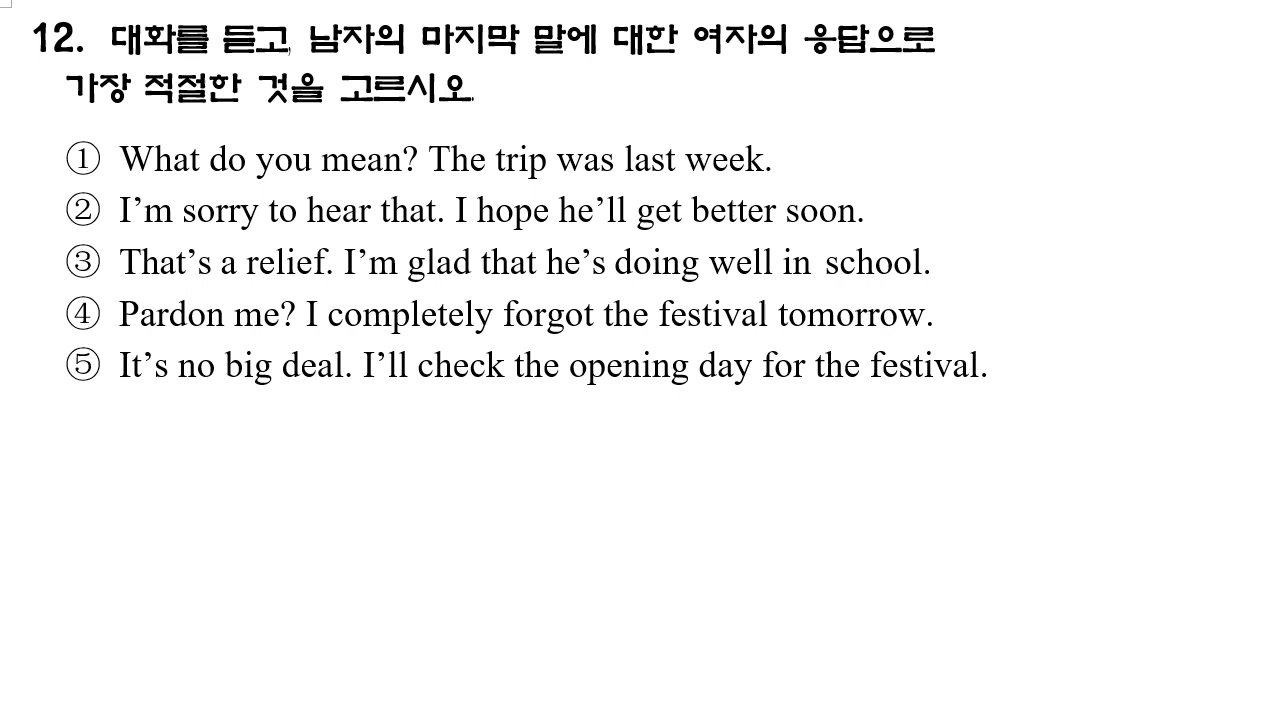 12. 대화를 듣고, 남자의 마지막 말에 대한 여자의 응답으로
가장 적절한 것을 고르시오.
① What do you mean? The trip was last week.
② I’m sorry to hear that. I hope he’ll get better soon.
③ That’s a relief. I’m glad that he’s doing well in school.
④ Pardon me? I completely forgot the festival tomorrow.
⑤ It’s no big deal. I’ll check the opening day for the festival.